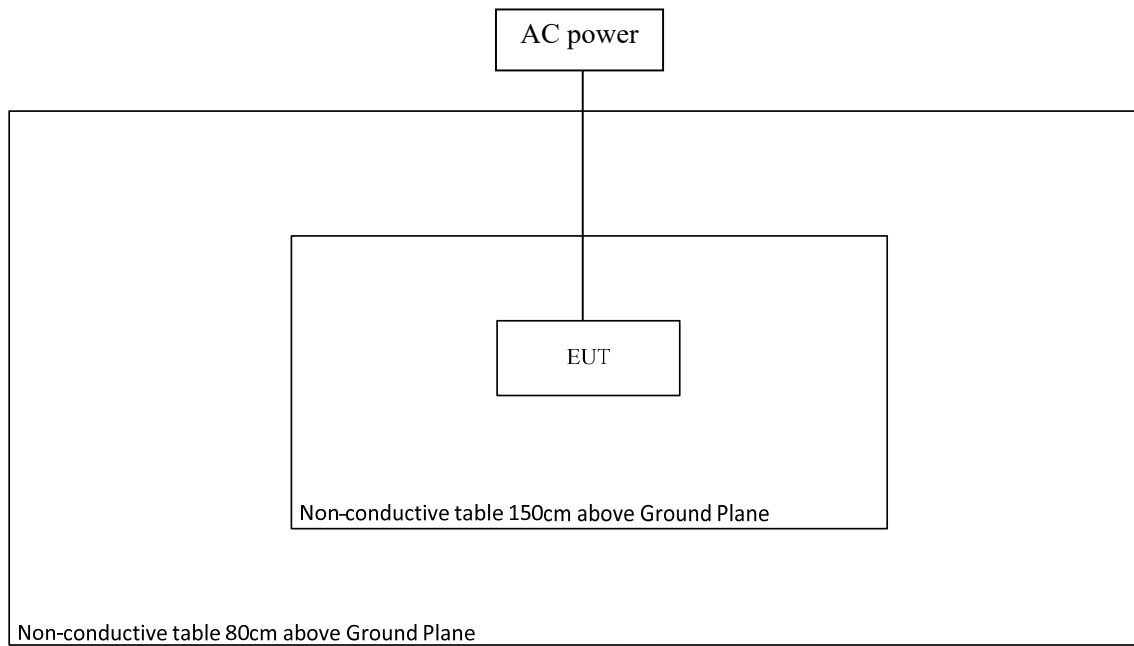 AC power
EUT
Non-conductive table 150cm above Ground Plane
Non-conductive table 80cm above Ground Plane